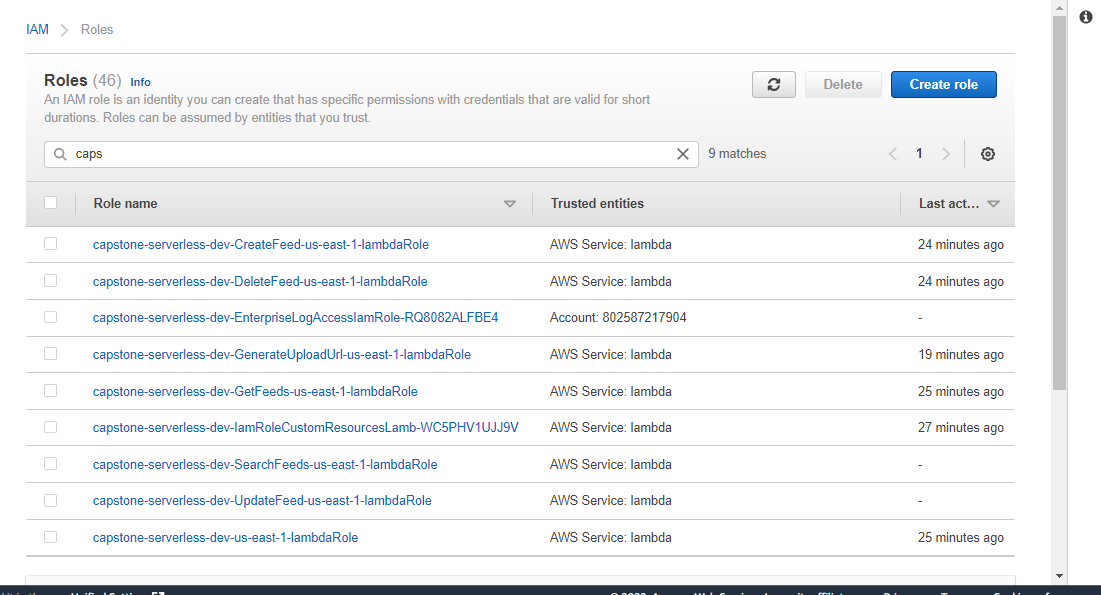 IAM Roles
Roles (46) Info
Delete
Create role
An IAM role is an identity you can create that has specific permissions with credentials that are valid for short
durations. Roles can be assumed by entities that you trust.
caps
9 matches
1
Role name Trusted entities Last act...
capstone-serverless-dev-CreateFeed-us-east-1-lambdaRole AWS Service: lambda 24 minutes ago
capstone-serverless-dev-DeleteFeed-us-east-1-lambdaRole AWS Service: lambda 24 minutes ago
capstone-serverless-dev-EnterpriseLogAccessIamRole-RQ8082ALFBE4 Account: 802587217904 -
capstone-serverless-dev-GenerateUploadUrl-us-east-1-lambdaRole AWS Service: lambda 19 minutes ago
capstone-serverless-dev-GetFeeds-us-east-1-lambdaRole AWS Service: lambda 25 minutes ago
capstone-serverless-dev-IamRoleCustomResourcesLamb-WC5PHV1UJJ9V AWS Service: lambda 27 minutes ago
capstone-serverless-dev-SearchFeeds-us-east-1-lambdaRole AWS Service: lambda -
capstone-serverless-dev-UpdateFeed-us-east-1-lambdaRole AWS Service: lambda -
capstone-serverless-dev-us-east-1-lambdaRole AWS Service: lambda 25 minutes ago